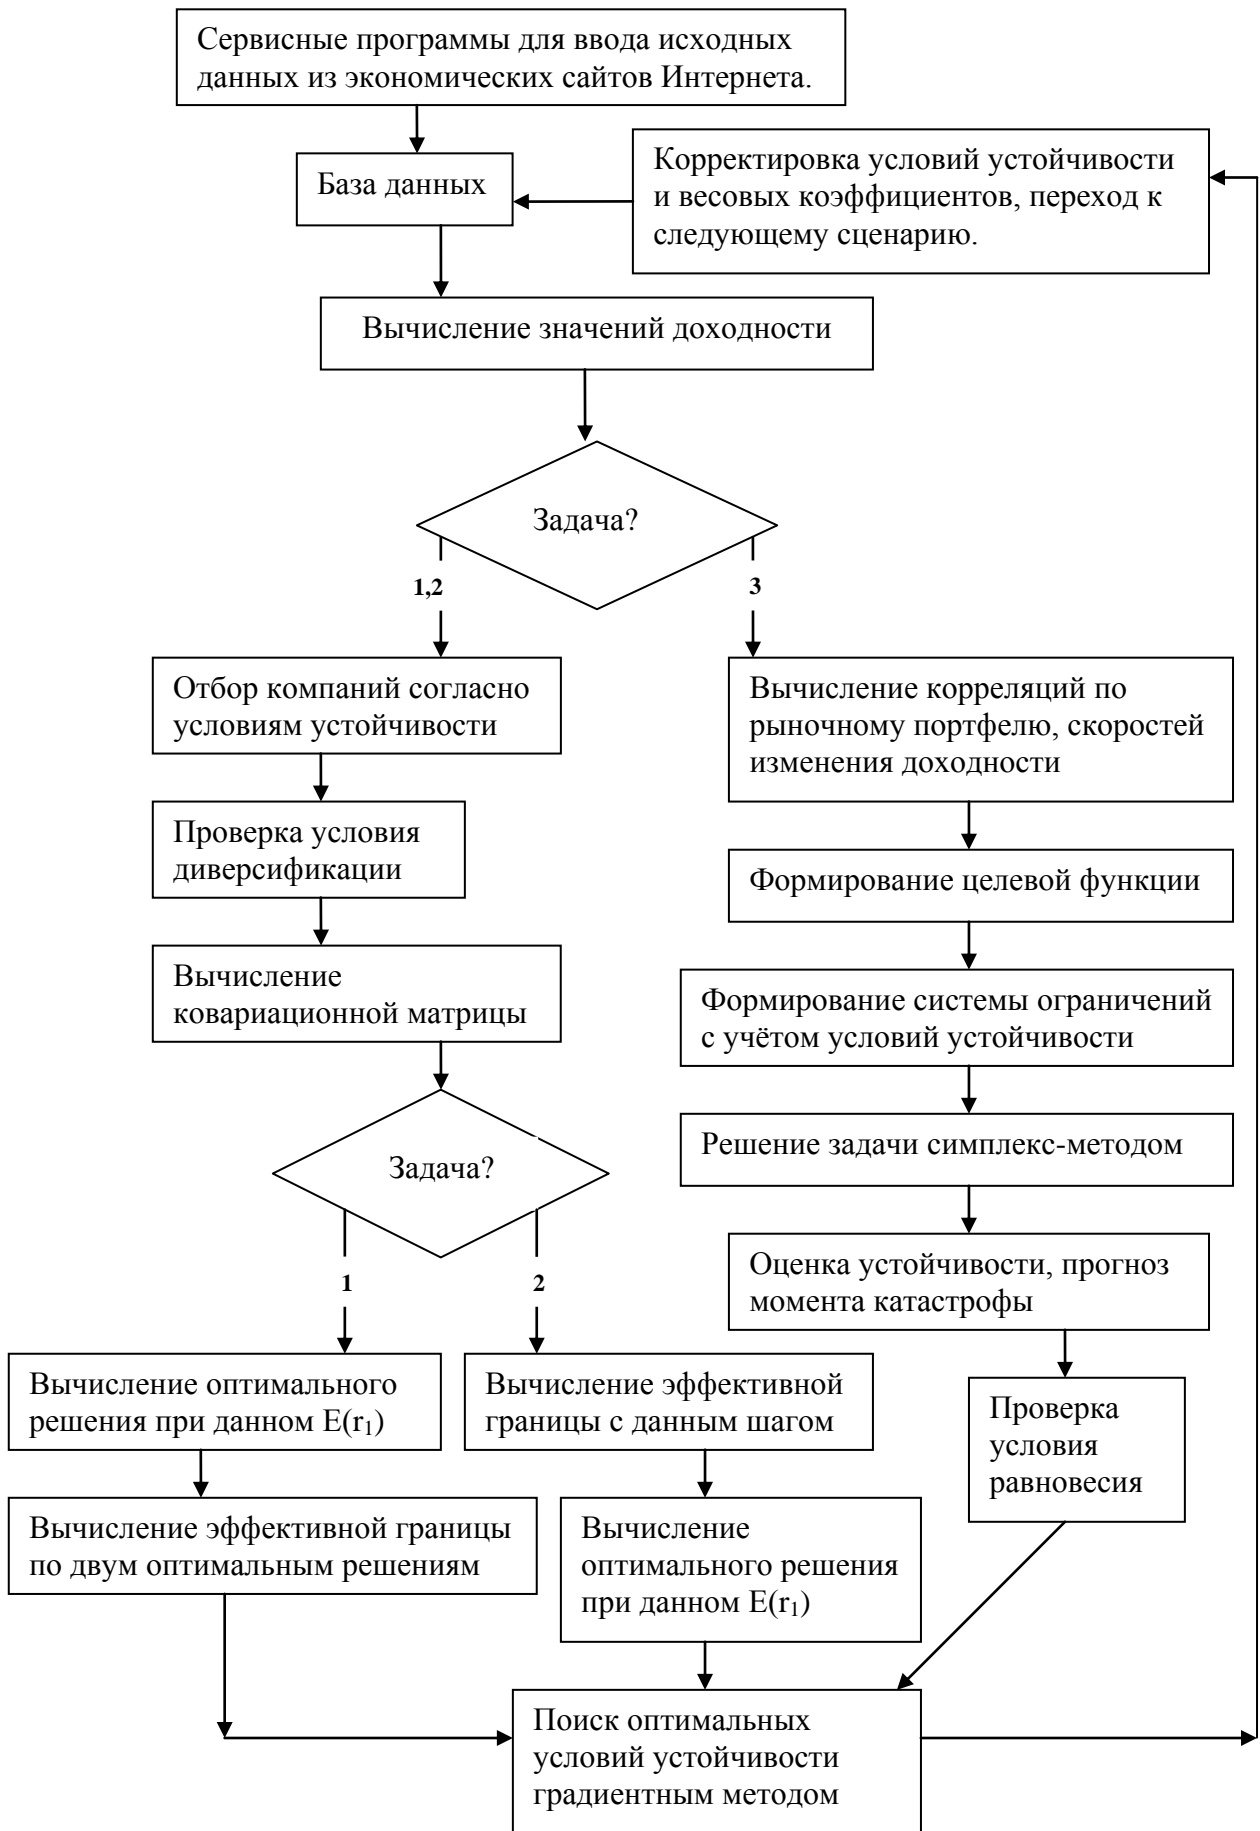 Сервисные программы для ввода исходных
данных из экономических сайтов Интернета.
База данных
Корректировка условий устойчивости
и весовых коэффициентов, переход к
следующему сценарию.
Вычисление значений доходности
Задача?
1,2
3
Отбор компаний согласно
условиям устойчивости
Проверка условия
диверсификации
Вычисление
ковариационной матрицы
Задача?
1
2
Вычисление оптимального
решения при данном E(r₁)
Вычисление эффективной границы
по двум оптимальным решениям
Вычисление эффективной
границы с данным шагом
Вычисление
оптимального решения
при данном E(r₁)
Вычисление корреляций по
рыночному портфелю, скоростей
изменения доходности
Формирование целевой функции
Формирование системы ограничений
с учётом условий устойчивости
Решение задачи симплекс-методом
Оценка устойчивости, прогноз
момента катастрофы
Проверка
условия
равновесия
Поиск оптимальных
условий устойчивости
градиентным методом